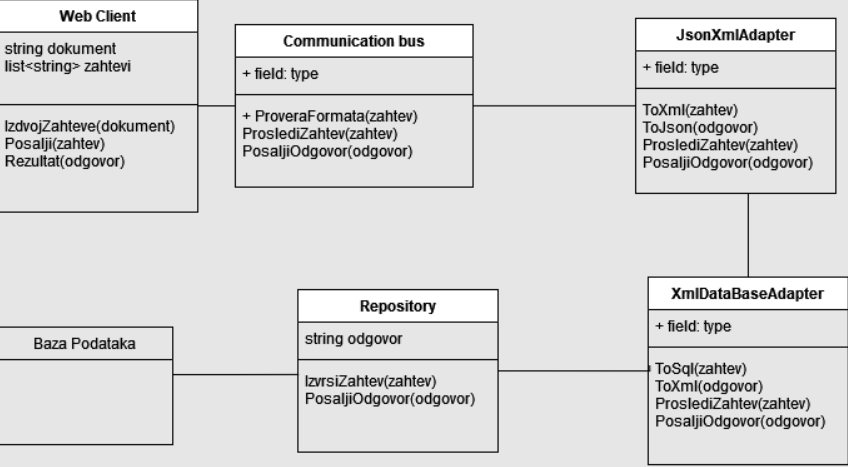 Web Client
string dokument
list<string> zahtevi
IzdvojZahteve(dokument)
Posalji(zahtev)
Rezultat(odgovor)
Communication bus
+ field: type
+ ProveraFormata(zahtev)
ProslediZahtev(zahtev)
PosaljiOdgovor(odgovor)
JsonXmlAdapter
+ field: type
ToXml(zahtev)
ToJson(odgovor)
ProslediZahtev(zahtev)
PosaljiOdgovor(odgovor)
Baza Podataka
Repository
string odgovor
IzvrsiZahtev(zahtev)
PosaljiOdgovor(odgovor)
XmlDataBaseAdapter
+ field: type
ToSql(zahtev)
ToXml(odgovor)
ProslediZahtev(zahtev)
PosaljiOdgovor(odgovor)